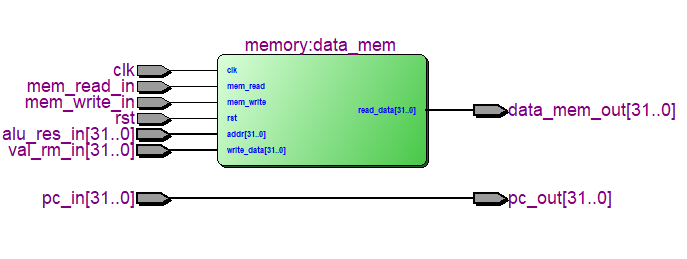 memory:data_mem
clk
mem_read_in
mem_write_in
rst
alu_res_in[31..0]
val_rm_in[31..0]
clk
mem_read
mem_write
rst
addr[31..0]
write_data[31..0]
read_data[31..0]
data_mem_out[31..0]
pc_in[31..0]
pc_out[31..0]